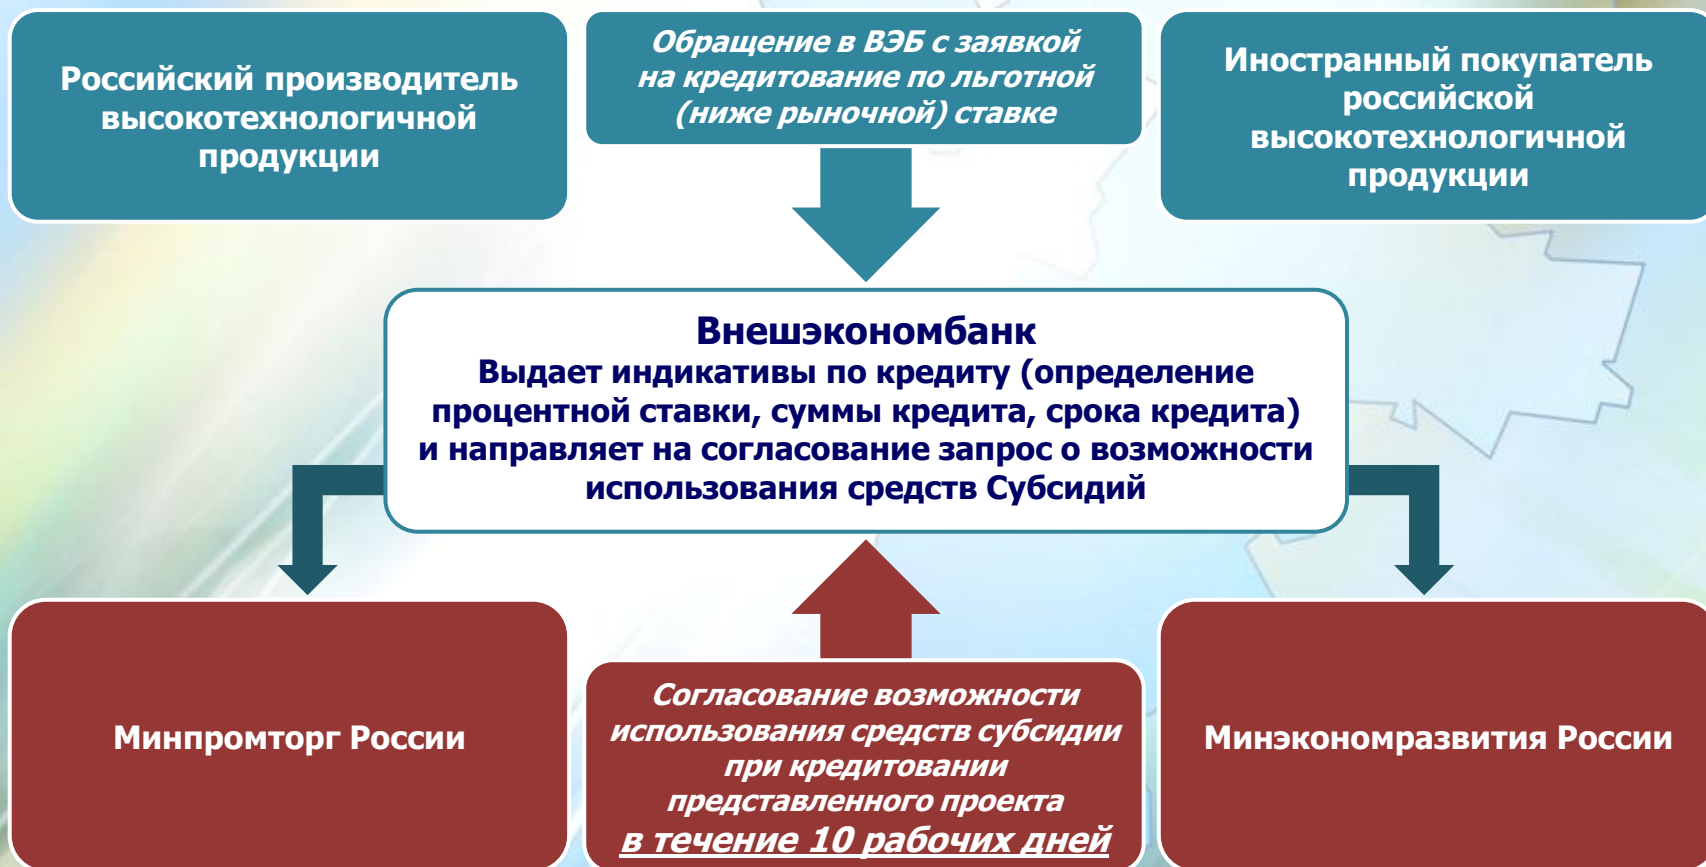 Российский производитель
высокотехнологичной
продукции
Обращение в ВЭБ с заявкой
на кредитование по льготной
(ниже рыночной) ставке
Иностранный покупатель
российской
высокотехнологичной
продукции
Внешэкономбанк
Выдает индикативы по кредиту (определение
процентной ставки, суммы кредита, срока кредита)
и направляет на согласование запрос о возможности
использования средств Субсидий
Минпромторг России
Согласование возможности
использования средств субсидии
при кредитовании
представленного проекта
в течение 10 рабочих дней
Минэкономразвития России